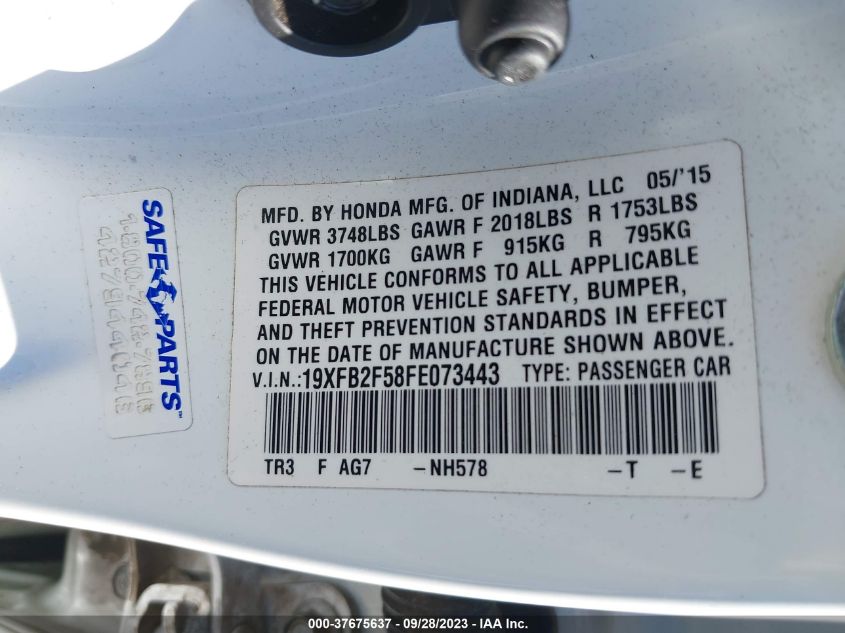 MFD. BY HONDA MFG. OF INDIANA, LLC 05/'15
GVWR 3748LBS GAWR F 2018LBS R 1753LBS
GVWR 1700KG GAWR F 915KG R 795KG
THIS VEHICLE CONFORMS TO ALL APPLICABLE
FEDERAL MOTOR VEHICLE SAFETY, BUMPER,
AND THEFT PREVENTION STANDARDS IN EFFECT
ON THE DATE OF MANUFACTURE SHOWN ABOVE.
V.I.N.:19XFB2F58FE073443 TYPE: PASSENGER CAR
TR3 F AG7 -NH578 -T -E
SAFE PARTS™
000-37675637 - 09/28/2023 - IAA Inc.